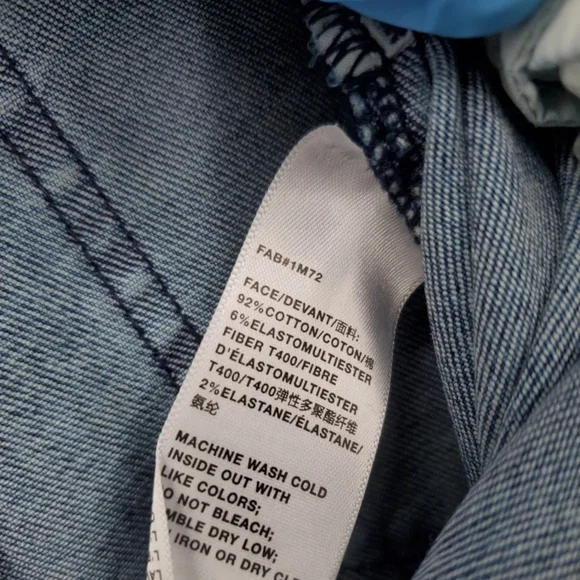 FAB#1M72
FACE/DEVANT/面料:
92%COTTON/COTON/棉
6%ELASTOMULTIESTER
FIBER T400/FIBRE
D'ÉLASTOMULTIESTER
T400/T400弹性多聚酯纤维
2%ELASTANE/ÉLASTANE/
氨纶
MACHINE WASH COLD
INSIDE OUT WITH
LIKE COLORS;
NOT BLEACH;
DRY LOW;
IRON OR DRY